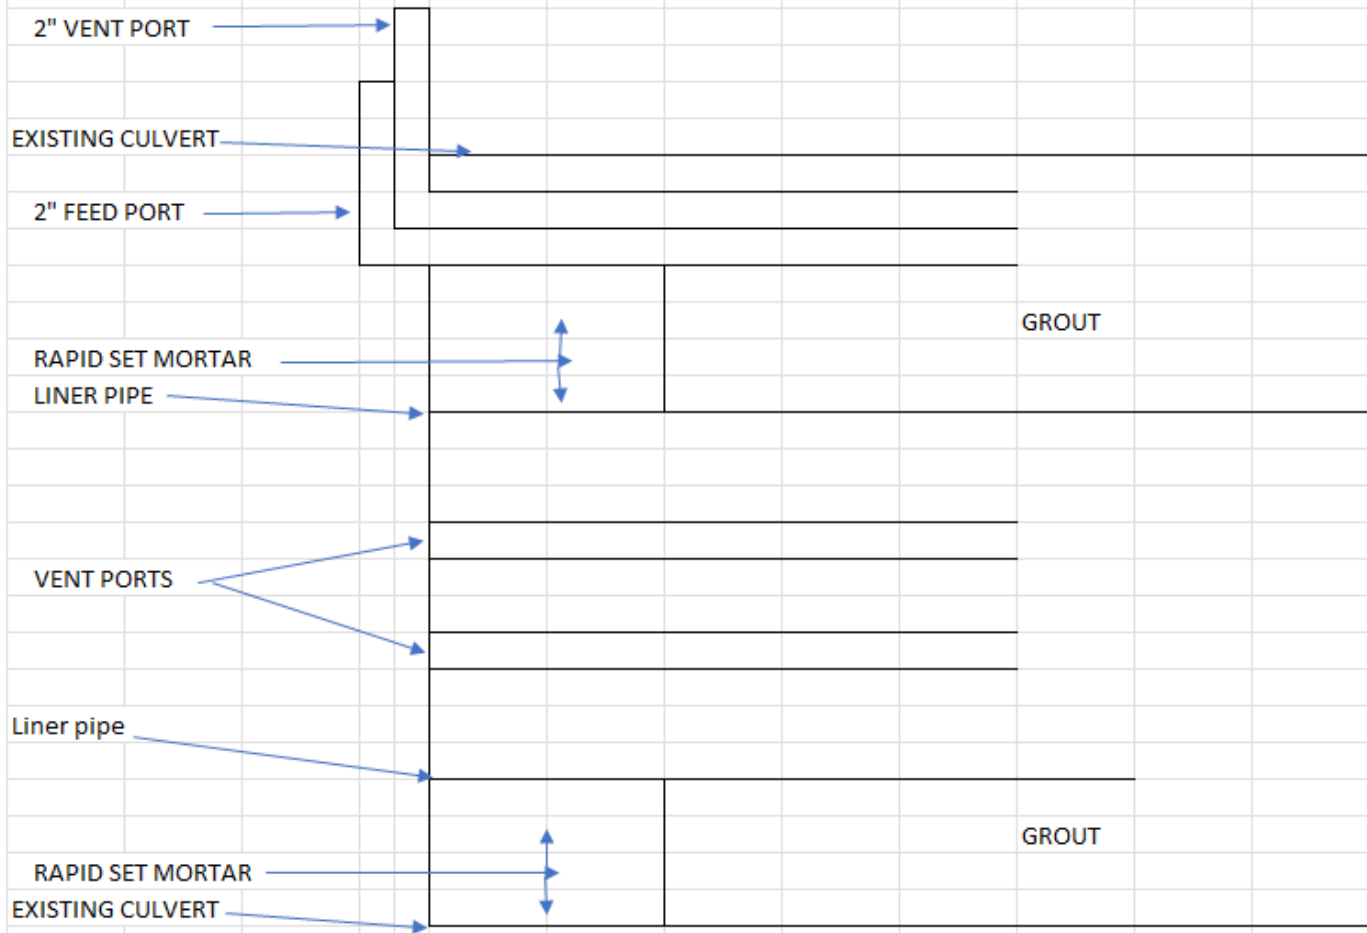 2" VENT PORT
EXISTING CULVERT
2" FEED PORT
GROUT
RAPID SET MORTAR
LINER PIPE
VENT PORTS
Liner pipe
GROUT
RAPID SET MORTAR
EXISTING CULVERT